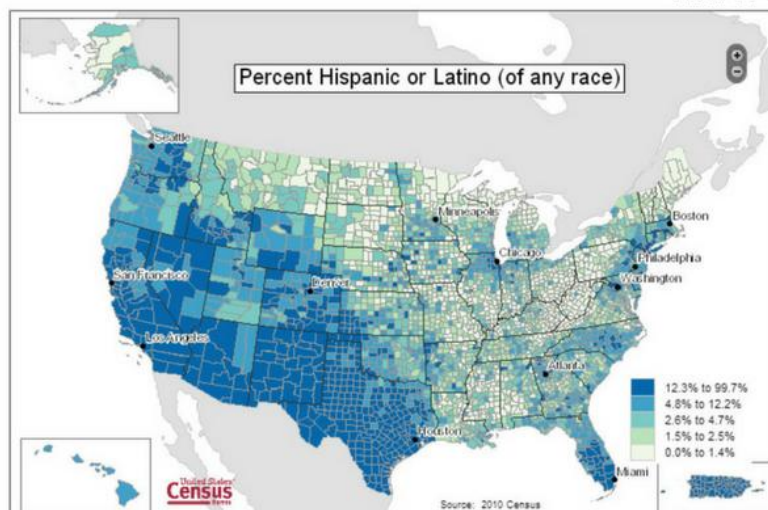 Percent Hispanic or Latino (of any race)
Seattle
Minneapolis
Boston
Chicago
Philadelphia
San Francisco
Denver
Washington
Los Angeles
Atlanta
12.3% to 99.7%
4.8% to 12.2%
2.6% to 4.7%
1.5% to 2.5%
0.0% to 1.4%
Houston
Miami
United States
Census
Source: 2010 Census